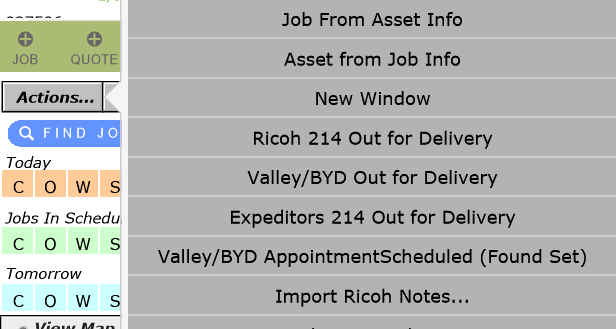 JOB QUOTE
Actions...
FIND JO
Today
C O W S
Jobs In Schedu
C O W S
Tomorrow
C O W S
View Map
Job From Asset Info
Asset from Job Info
New Window
Ricoh 214 Out for Delivery
Valley/BYD Out for Delivery
Expeditors 214 Out for Delivery
Valley/BYD AppointmentScheduled (Found Set)
Import Ricoh Notes...